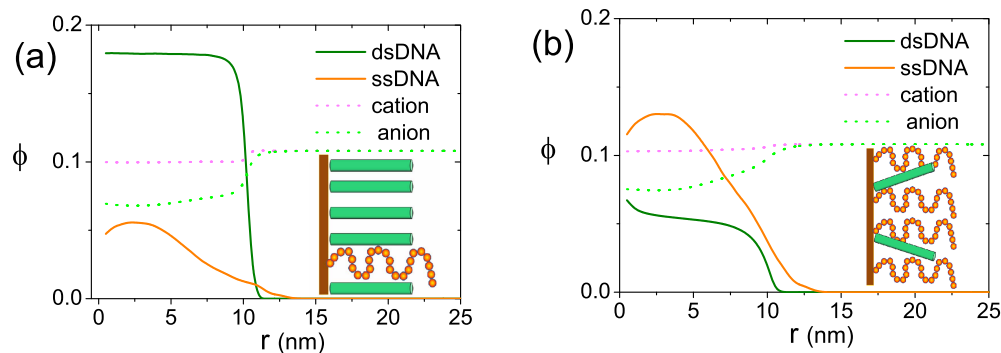 (a)
0.2
0.1
0.0
ϕ
dsDNA
ssDNA
cation
anion
0 5 10 15 20 25
r (nm)
(b)
0.2
0.1
0.0
ϕ
dsDNA
ssDNA
cation
anion
0 5 10 15 20 25
r (nm)